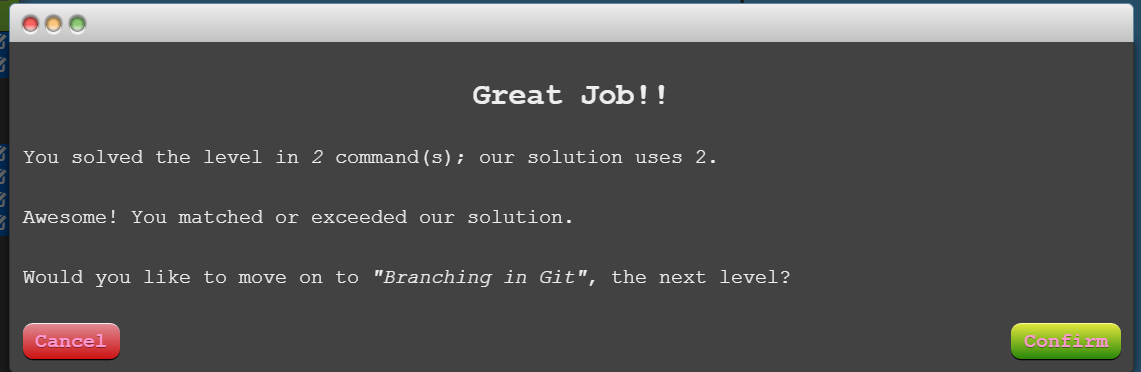 Great Job!!
You solved the level in 2 command(s); our solution uses 2.
Awesome! You matched or exceeded our solution.
Would you like to move on to "Branching in Git", the next level?
Cancel
Confirm